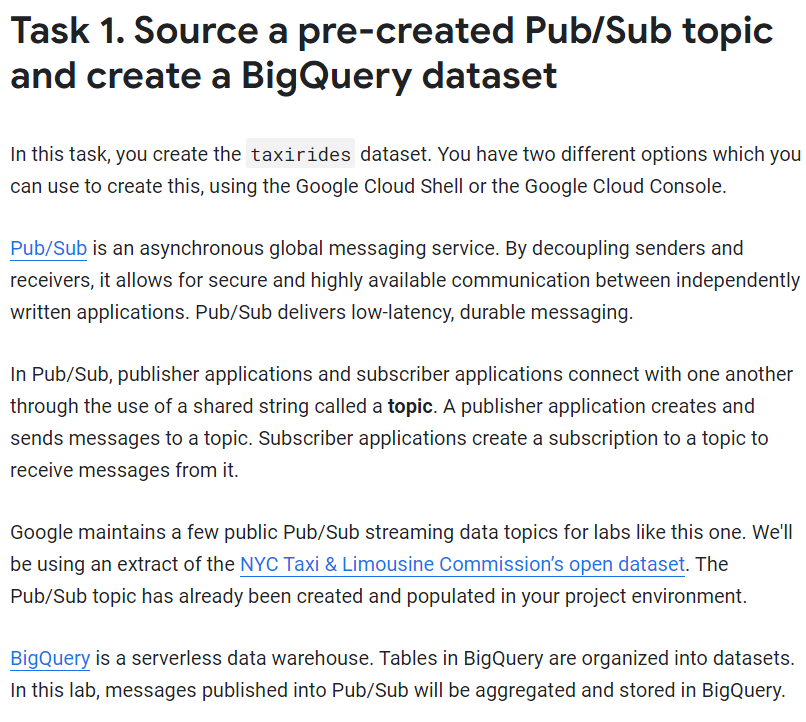 Task 1. Source a pre-created Pub/Sub topic
and create a BigQuery dataset
In this task, you create the taxirides dataset. You have two different options which you
can use to create this, using the Google Cloud Shell or the Google Cloud Console.
Pub/Sub is an asynchronous global messaging service. By decoupling senders and
receivers, it allows for secure and highly available communication between independently
written applications. Pub/Sub delivers low-latency, durable messaging.
In Pub/Sub, publisher applications and subscriber applications connect with one another
through the use of a shared string called a topic. A publisher application creates and
sends messages to a topic. Subscriber applications create a subscription to a topic to
receive messages from it.
Google maintains a few public Pub/Sub streaming data topics for labs like this one. We'll
be using an extract of the NYC Taxi & Limousine Commission’s open dataset. The
Pub/Sub topic has already been created and populated in your project environment.
BigQuery is a serverless data warehouse. Tables in BigQuery are organized into datasets.
In this lab, messages published into Pub/Sub will be aggregated and stored in BigQuery.